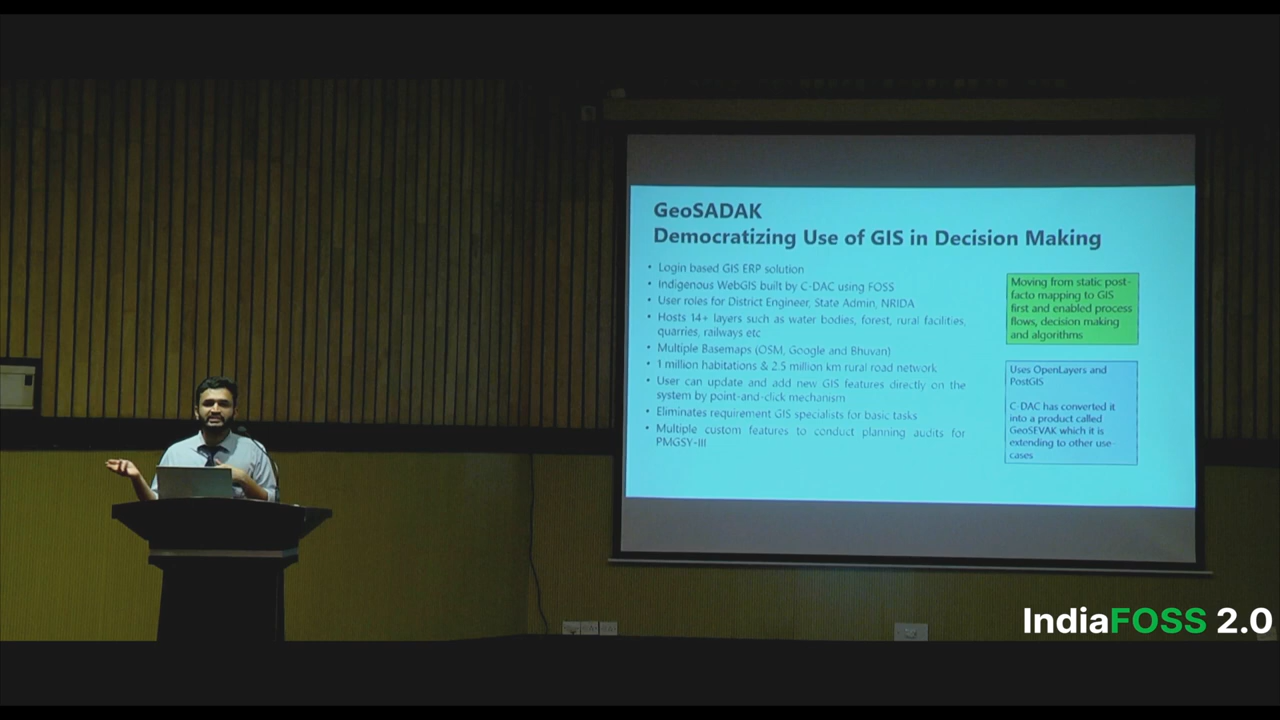 GeoSADAK
Democratizing Use of GIS in Decision Making
• Login based GIS ERP solution
• Indigenous WebGIS built by C-DAC using FOSS
• User roles for District Engineer, State Admin, NRIDA
• Hosts 14+ layers such as water bodies, forest, rural facilities,
quarries, railways etc
• Multiple Basemaps (OSM, Google and Bhuvan)
• 1 million habitations & 2.5 million km rural road network
• User can update and add new GIS features directly on the
system by point-and-click mechanism
• Eliminates requirement GIS specialists for basic tasks
• Multiple custom features to conduct planning audits for
PMGSY-III
Moving from static post-
facto mapping to GIS
first and enabled process
flows, decision making
and algorithms
Uses OpenLayers and
PostGIS
C-DAC has converted it
into a product called
GeoSEVAK which it is
extending to other use-
cases
IndiaFOSS 2.0